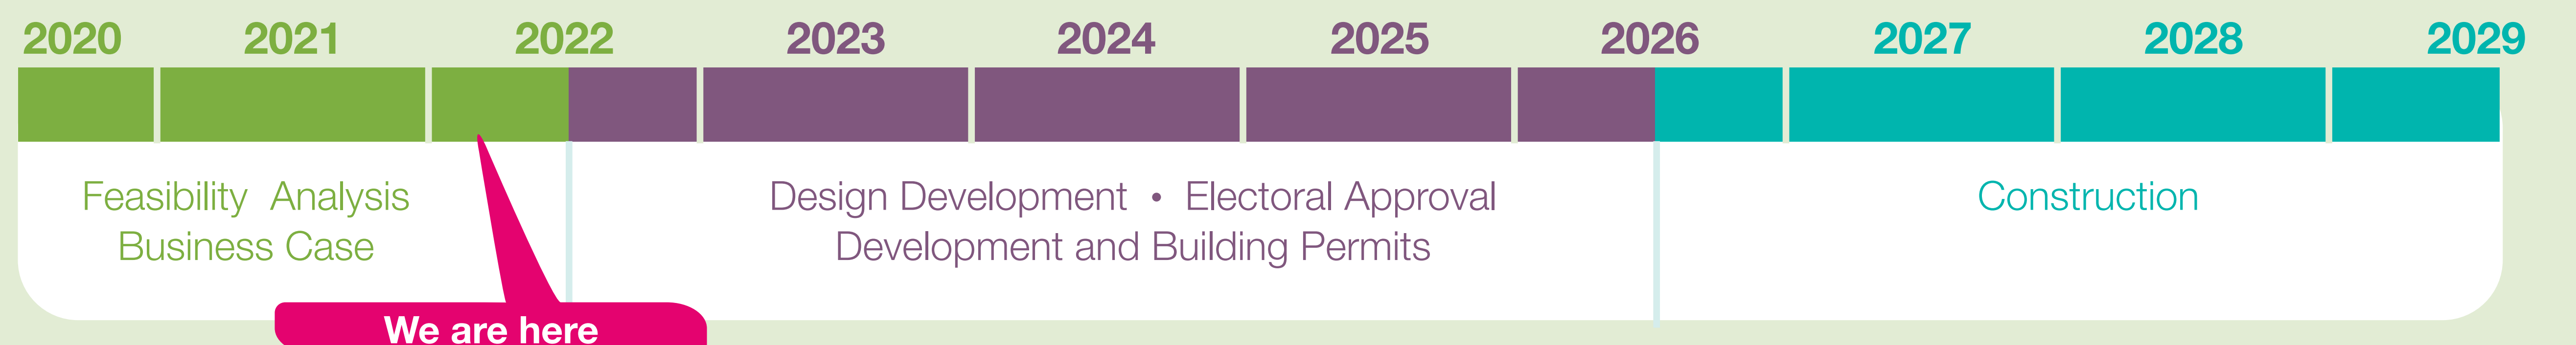 2020 2021 2022 2023 2024 2025 2026 2027 2028 2029
Feasibility Analysis
Business Case
Design Development • Electoral Approval
Development and Building Permits
Construction
We are here